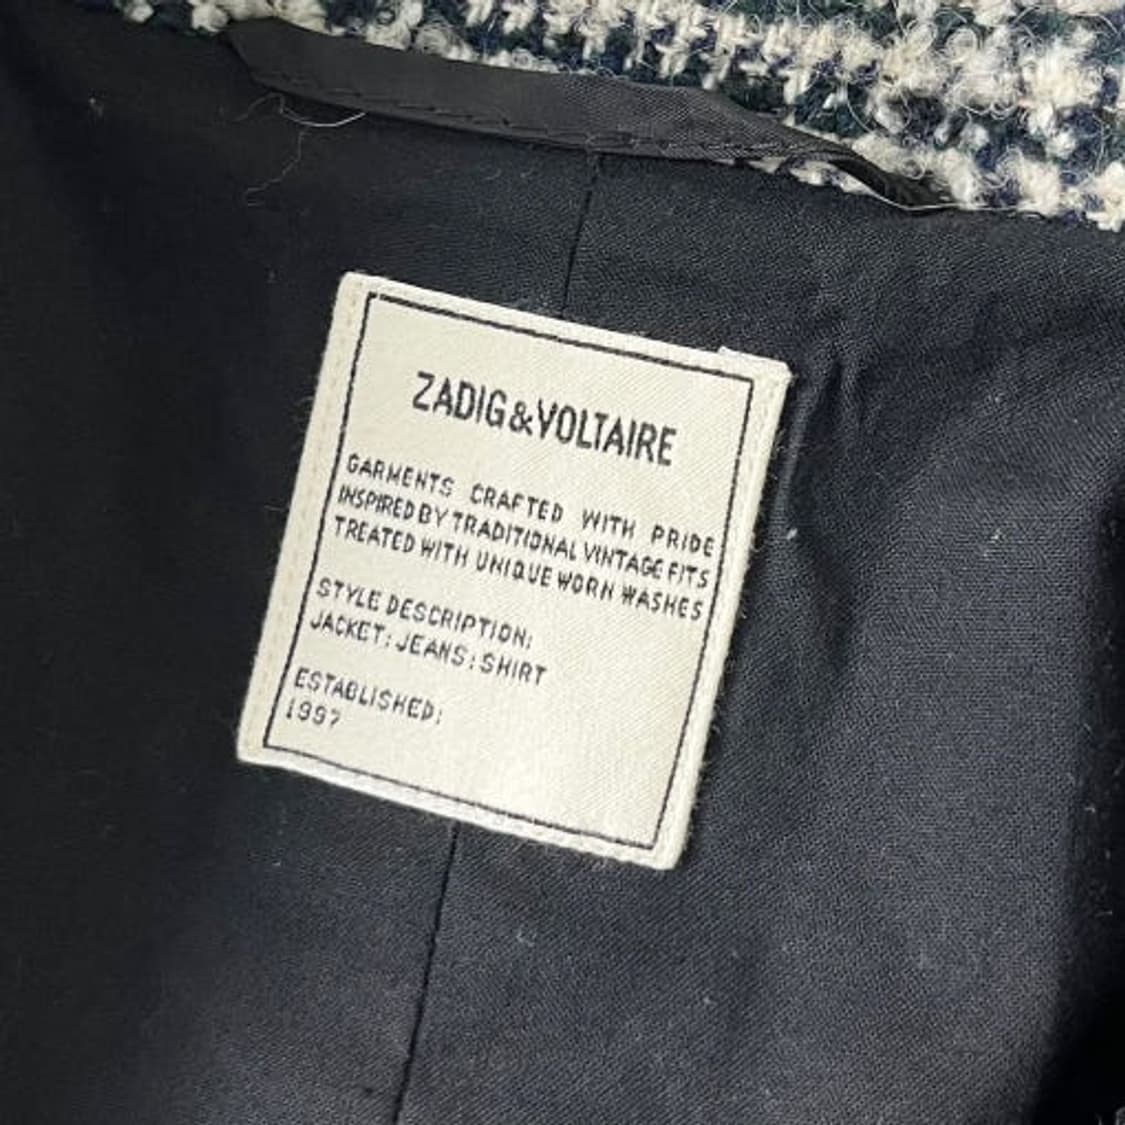 ZADIG&VOLTAIRE
GARMENTS CRAFTED WITH PRIDE
INSPIRED BY TRADITIONAL VINTAGE FITS
TREATED WITH UNIQUE WORN WASHES
STYLE DESCRIPTION:
JACKET: JEANS: SHIRT
ESTABLISHED:
1997